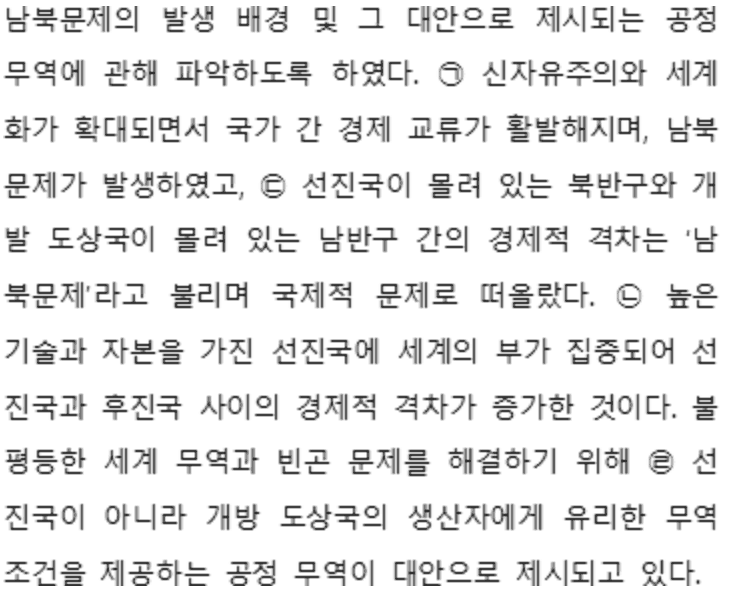 남북문제의 발생 배경 및 그 대안으로 제시되는 공정
무역에 관해 파악하도록 하였다. ㉠ 신자유주의와 세계
화가 확대되면서 국가 간 경제 교류가 활발해지며, 남북
문제가 발생하였고, ㉢ 선진국이 몰려 있는 북반구와 개
발 도상국이 몰려 있는 남반구 간의 경제적 격차는 '남
북문제'라고 불리며 국제적 문제로 떠올랐다. ㉡ 높은
기술과 자본을 가진 선진국에 세계의 부가 집중되어 선
진국과 후진국 사이의 경제적 격차가 증가한 것이다. 불
평등한 세계 무역과 빈곤 문제를 해결하기 위해 ㉣ 선
진국이 아니라 개방 도상국의 생산자에게 유리한 무역
조건을 제공하는 공정 무역이 대안으로 제시되고 있다.